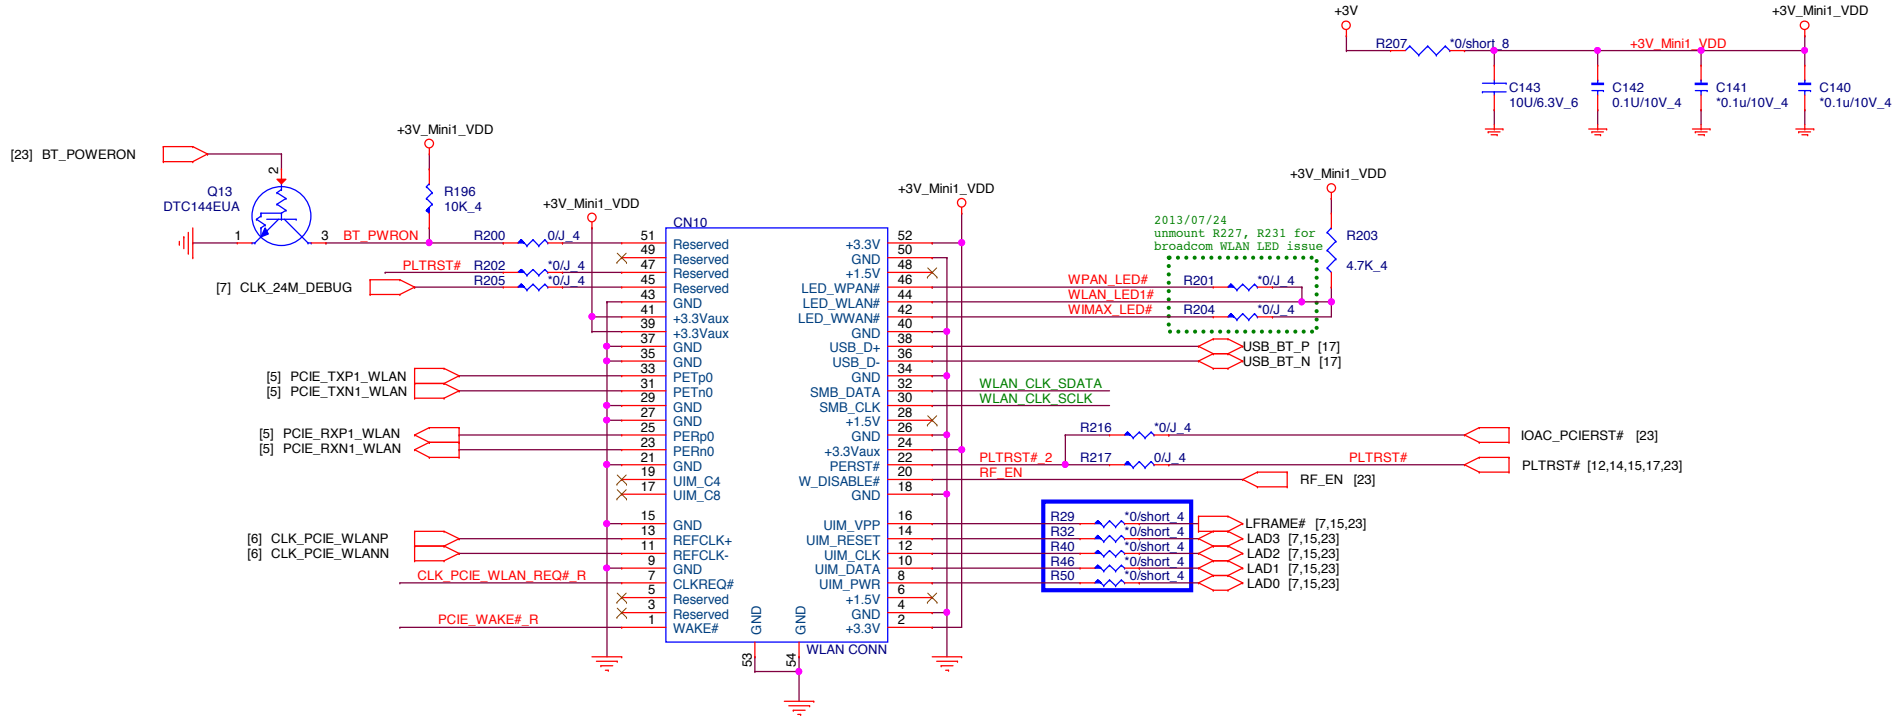 +3V
+3V_Mini1_VDD
R207
*0/short_8
+3V_Mini1_VDD
C143
10U/6.3V_6
C142
0.1U/10V_4
C141
*0.1u/10V_4
C140
*0.1u/10V_4
[23] BT_POWERON
2
Q13
DTC144EUA
1
3
BT_PWRON
+3V_Mini1_VDD
R196
10K_4
+3V_Mini1_VDD
R200 0/J_4
PLTRST# R202 *0/J_4
[7] CLK_24M_DEBUG R205 *0/J_4
[5] PCIE_TXP1_WLAN
[5] PCIE_TXN1_WLAN
[5] PCIE_RXP1_WLAN
[5] PCIE_RXN1_WLAN
[6] CLK_PCIE_WLANP
[6] CLK_PCIE_WLANN
CLK_PCIE_WLAN_REQ#_R
PCIE_WAKE#_R
CN10
51 Reserved
49 Reserved
47 Reserved
45 Reserved
43 GND
41 +3.3Vaux
39 +3.3Vaux
37 GND
35 GND
33 PETp0
31 PETn0
29 GND
27 GND
25 PERp0
23 PERn0
21 GND
19 UIM_C4
17 UIM_C8
15 GND
13 REFCLK+
11 REFCLK-
9 GND
7 CLKREQ#
5 Reserved
3 Reserved
1 WAKE#
+3.3V 52
GND 50
+1.5V 48
LED_WPAN# 46
LED_WLAN# 44
LED_WWAN# 42
GND 40
USB_D+ 38
USB_D- 36
GND 34
SMB_DATA 32
SMB_CLK 30
+1.5V 28
GND 26
+3.3Vaux 24
PERST# 22
W_DISABLE# 20
GND 18
UIM_VPP 16
UIM_RESET 14
UIM_CLK 12
UIM_DATA 10
UIM_PWR 8
+1.5V 6
GND 4
+3.3V 2
GND
GND
53
54
WLAN CONN
+3V_Mini1_VDD
2013/07/24
unmount R227, R231 for
broadcom WLAN LED issue
+3V_Mini1_VDD
R203
4.7K_4
WPAN_LED# R201 *0/J_4
WLAN_LED1#
WIMAX_LED# R204 *0/J_4
USB_BT_P [17]
USB_BT_N [17]
WLAN_CLK_SDATA
WLAN_CLK_SCLK
R216 *0/J_4 IOAC_PCIERST# [23]
PLTRST#_2 R217 0/J_4 PLTRST# PLTRST# [12,14,15,17,23]
RF_EN RF_EN [23]
R29 *0/short_4 LFRAME# [7,15,23]
R32 *0/short_4 LAD3 [7,15,23]
R40 *0/short_4 LAD2 [7,15,23]
R46 *0/short_4 LAD1 [7,15,23]
R50 *0/short_4 LAD0 [7,15,23]